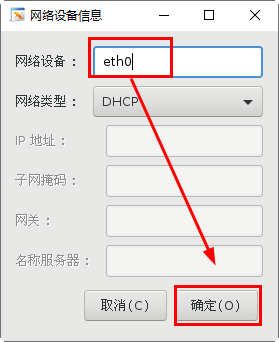 网络设备信息
网络设备： eth0
网络类型： DHCP
IP 地址：
子网掩码：
网关：
名称服务器：
取消(C) 确定(O)